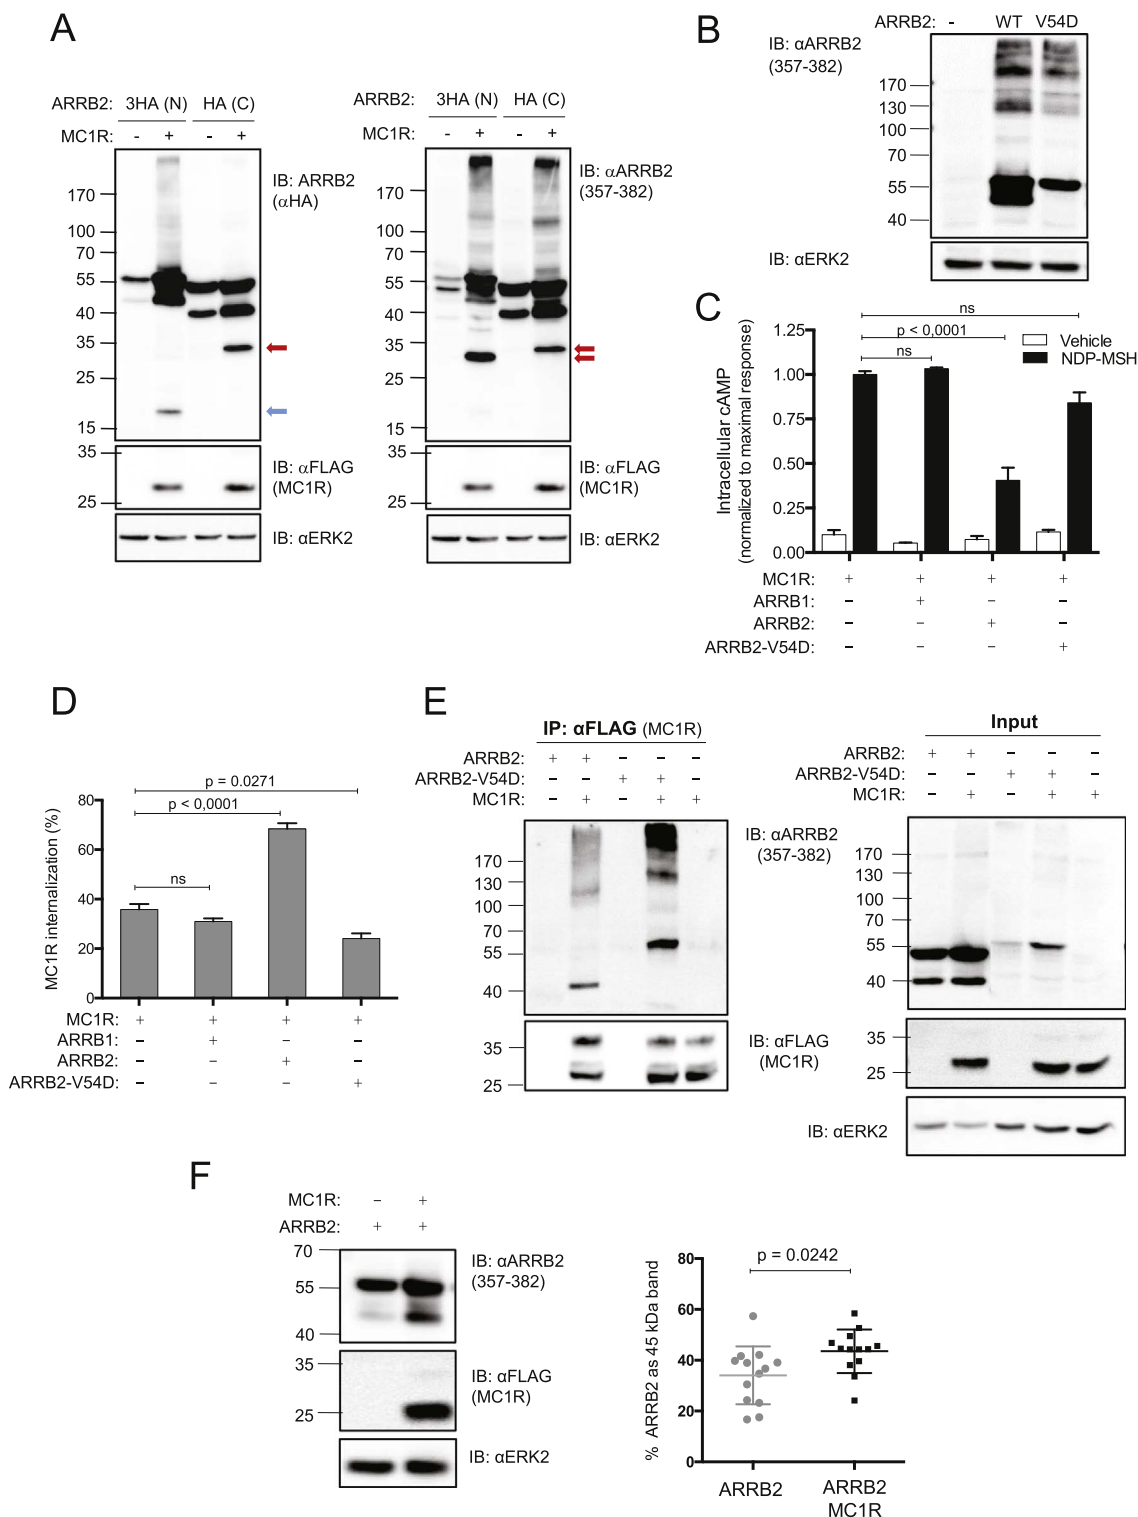 A
ARRB2: 3HA (N) HA (C)
MC1R: - + - +
170
100
70
55
40
35
25
15
IB: ARRB2
(αHA)
35
25
IB: αFLAG
(MC1R)
IB: αERK2
ARRB2: 3HA (N) HA (C)
MC1R: - + - +
170
100
70
55
40
35
25
15
IB: αARRB2
(357-382)
35
25
IB: αFLAG
(MC1R)
IB: αERK2
B
ARRB2: - WT V54D
IB: αARRB2
(357-382)
170
130
100
70
55
40
IB: αERK2
C
Intracellular cAMP
(normalized to maximal response)
1.25
1.00
0.75
0.50
0.25
0.00
ns
p < 0,0001
ns
Vehicle
NDP-MSH
MC1R: + + + +
ARRB1: – + – –
ARRB2: – – + –
ARRB2-V54D: – – – +
D
MC1R internalization (%)
80
60
40
20
0
p = 0.0271
p < 0,0001
ns
MC1R: + + + +
ARRB1: – + – –
ARRB2: – – + –
ARRB2-V54D: – – – +
E
IP: αFLAG (MC1R)
ARRB2: + + – – –
ARRB2-V54D: – – + + –
MC1R: – + – + +
170
130
100
70
55
40
35
25
IB: αARRB2
(357-382)
IB: αFLAG
(MC1R)
IB: αERK2
Input
ARRB2: + + – – –
ARRB2-V54D: – – + + –
MC1R: – + – + +
170
130
100
70
55
40
35
25
F
MC1R: – +
ARRB2: + +
70
55
40
IB: αARRB2
(357-382)
35
25
IB: αFLAG
(MC1R)
IB: αERK2
% ARRB2 as 45 kDa band
80
60
40
20
0
p = 0.0242
ARRB2
ARRB2
MC1R